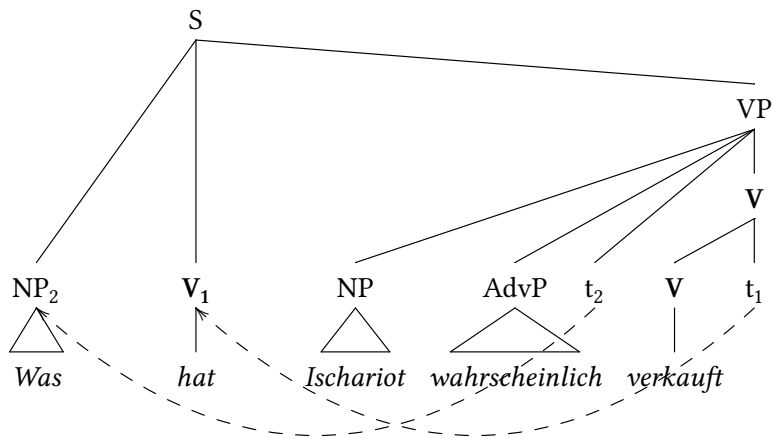 S
VP
V
NP₂ V₁ NP AdvP t₂ V t₁
Was hat Ischariot wahrscheinlich verkauft